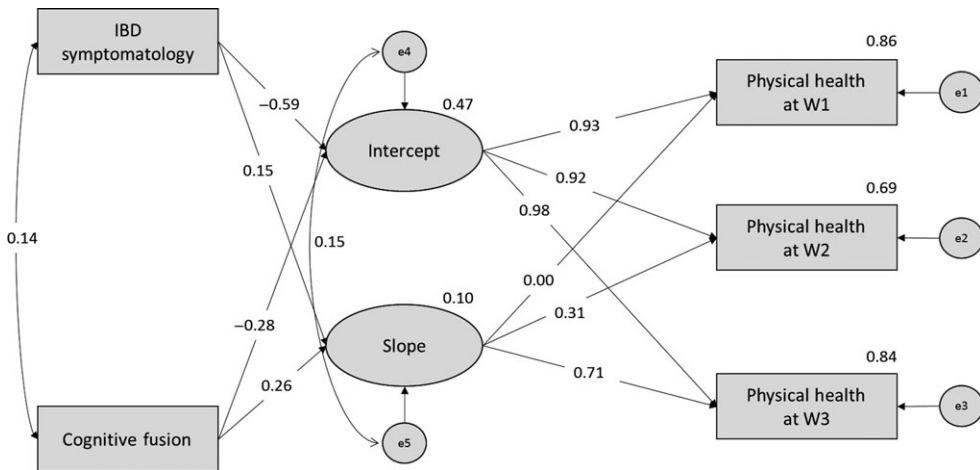 IBD
symptomatology
e4
0.86
Physical health
at W1
e1
−0.59
0.47
Intercept
0.93
0.15
0.92
0.69
0.98
Physical health
at W2
e2
0.14
0.15
0.00
0.10
0.31
−0.28
Slope
0.84
0.26
0.71
Physical health
at W3
e3
Cognitive fusion
e5